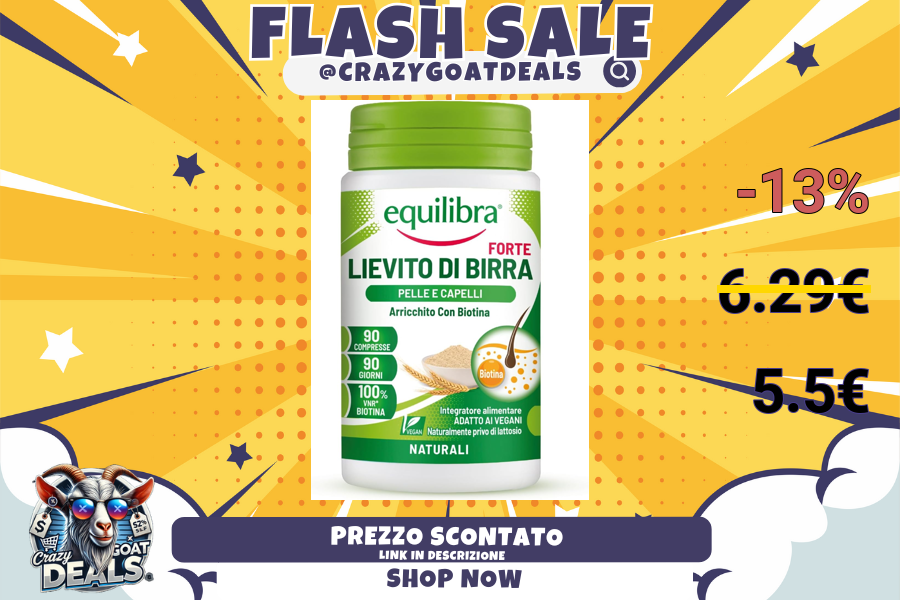 FLASH SALE
@CRAZYGOATDEALS
-13%
6.29€
5.5€
equilibra®
FORTE
LIEVITO DI BIRRA
PELLE E CAPELLI
Arricchito Con Biotina
90
COMPRESSE
90
GIORNI
100%
VNR*
BIOTINA
Biotina
Integratore alimentare
ADATTO AI VEGANI
Naturalmente privo di lattosio
VEGAN
NATURALI
$
52%
Crazy
GOAT
DEALS
PREZZO SCONTATO
LINK IN DESCRIZIONE
SHOP NOW